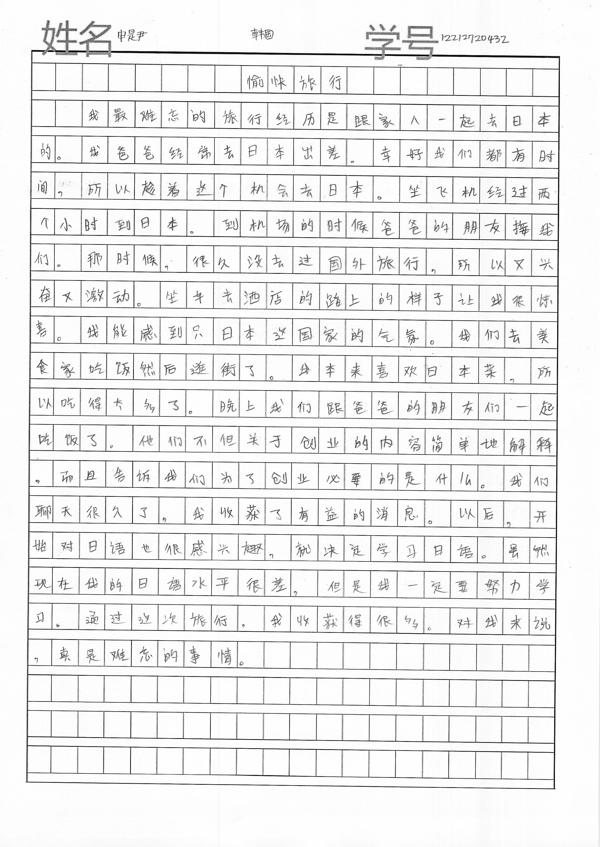 姓名 申是尹 韩国 学号 12212720432
愉快旅行
我最难忘的旅行经历是跟家人一起去日本
的。我爸爸经常去日本出差。幸好我们都有时
间,所以趁着这个机会去日本。坐飞机经过两
个小时到日本。到机场的时候爸爸的朋友接我
们。那时候,很久没去过国外旅行,所以又兴
奋又激动。坐车去酒店的路上的样子让我很惊
喜。我能感到只日本这国家的气氛。我们去美
食家吃饭然后逛街了。我本来喜欢日本菜,所
以吃得太多了。晚上我们跟爸爸的朋友们一起
吃饭了。他们不但关于创业的内容简单地解释
。而且告诉我们为了创业必要的是什么。我们
聊天很久了。我收获了有益的消息。以后,开
始对日语也很感兴趣,就决定学习日语。虽然
现在我的日语水平很差,但是我一定要努力学
习。通过这次旅行。我收获得很多。对我来说
,真是难忘的事情。